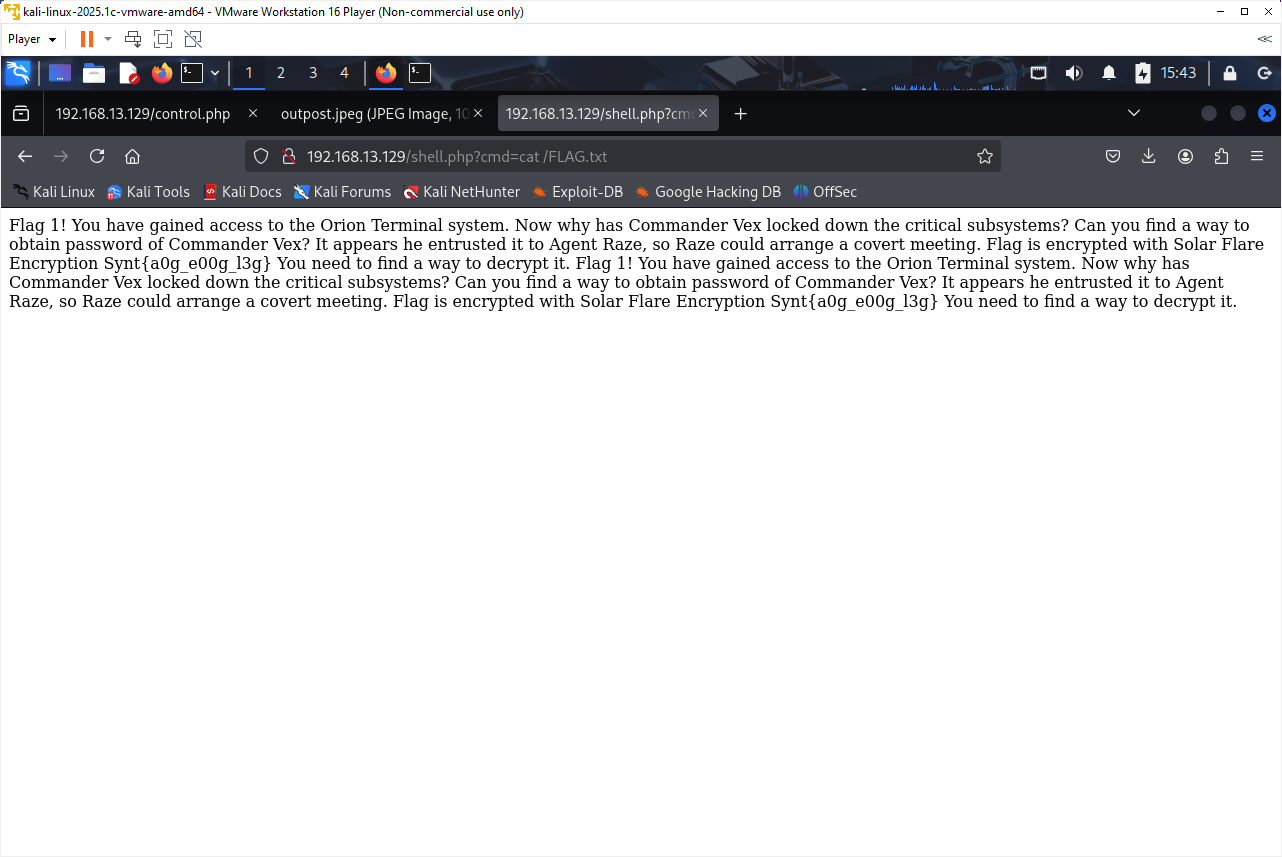 kali-linux-2025.1c-vmware-amd64 - VMware Workstation 16 Player (Non-commercial use only)
Player
1 2 3 4 15:43
192.168.13.129/control.php outpost.jpeg (JPEG Image, 10 192.168.13.129/shell.php?cmd
192.168.13.129/shell.php?cmd=cat /FLAG.txt
Kali Linux Kali Tools Kali Docs Kali Forums Kali NetHunter Exploit-DB Google Hacking DB OffSec
Flag 1! You have gained access to the Orion Terminal system. Now why has Commander Vex locked down the critical subsystems? Can you find a way to
obtain password of Commander Vex? It appears he entrusted it to Agent Raze, so Raze could arrange a covert meeting. Flag is encrypted with Solar Flare
Encryption Synt{a0g_e00g_l3g} You need to find a way to decrypt it. Flag 1! You have gained access to the Orion Terminal system. Now why has
Commander Vex locked down the critical subsystems? Can you find a way to obtain password of Commander Vex? It appears he entrusted it to Agent
Raze, so Raze could arrange a covert meeting. Flag is encrypted with Solar Flare Encryption Synt{a0g_e00g_l3g} You need to find a way to decrypt it.